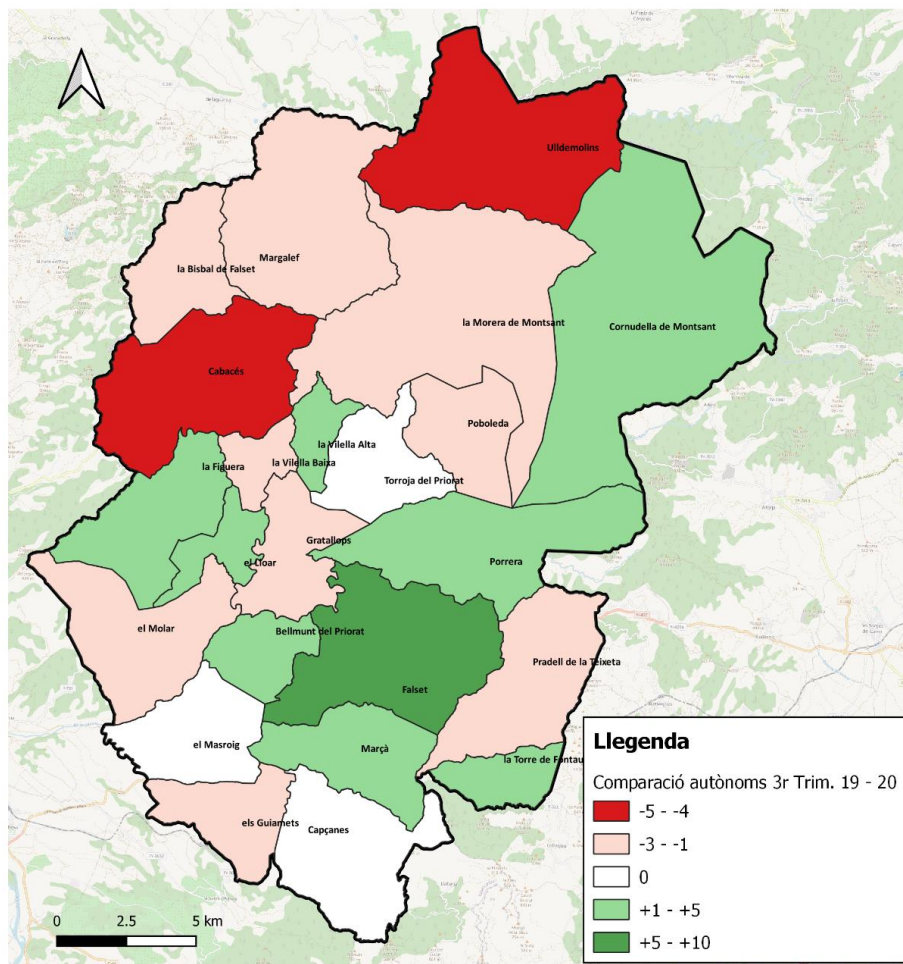 Ulldemolins
Margalef
la Bisbal de Falset
la Morera de Montsant
Cornudella de Montsant
Cabacés
Poboleda
la Vilella Alta
la Vilella Baixa
la Figuera
Torroja del Priorat
Gratallops
el Lloar
Porrera
el Molar
Bellmunt del Priorat
Pradell de la Teixeta
Falset
el Masroig
Marçà
la Torre de Fontau
els Guiamets
Capçanes
Llegenda
Comparació autònoms 3r Trim. 19 - 20
-5 - -4
-3 - -1
0
+1 - +5
+5 - +10
0 2.5 5 km